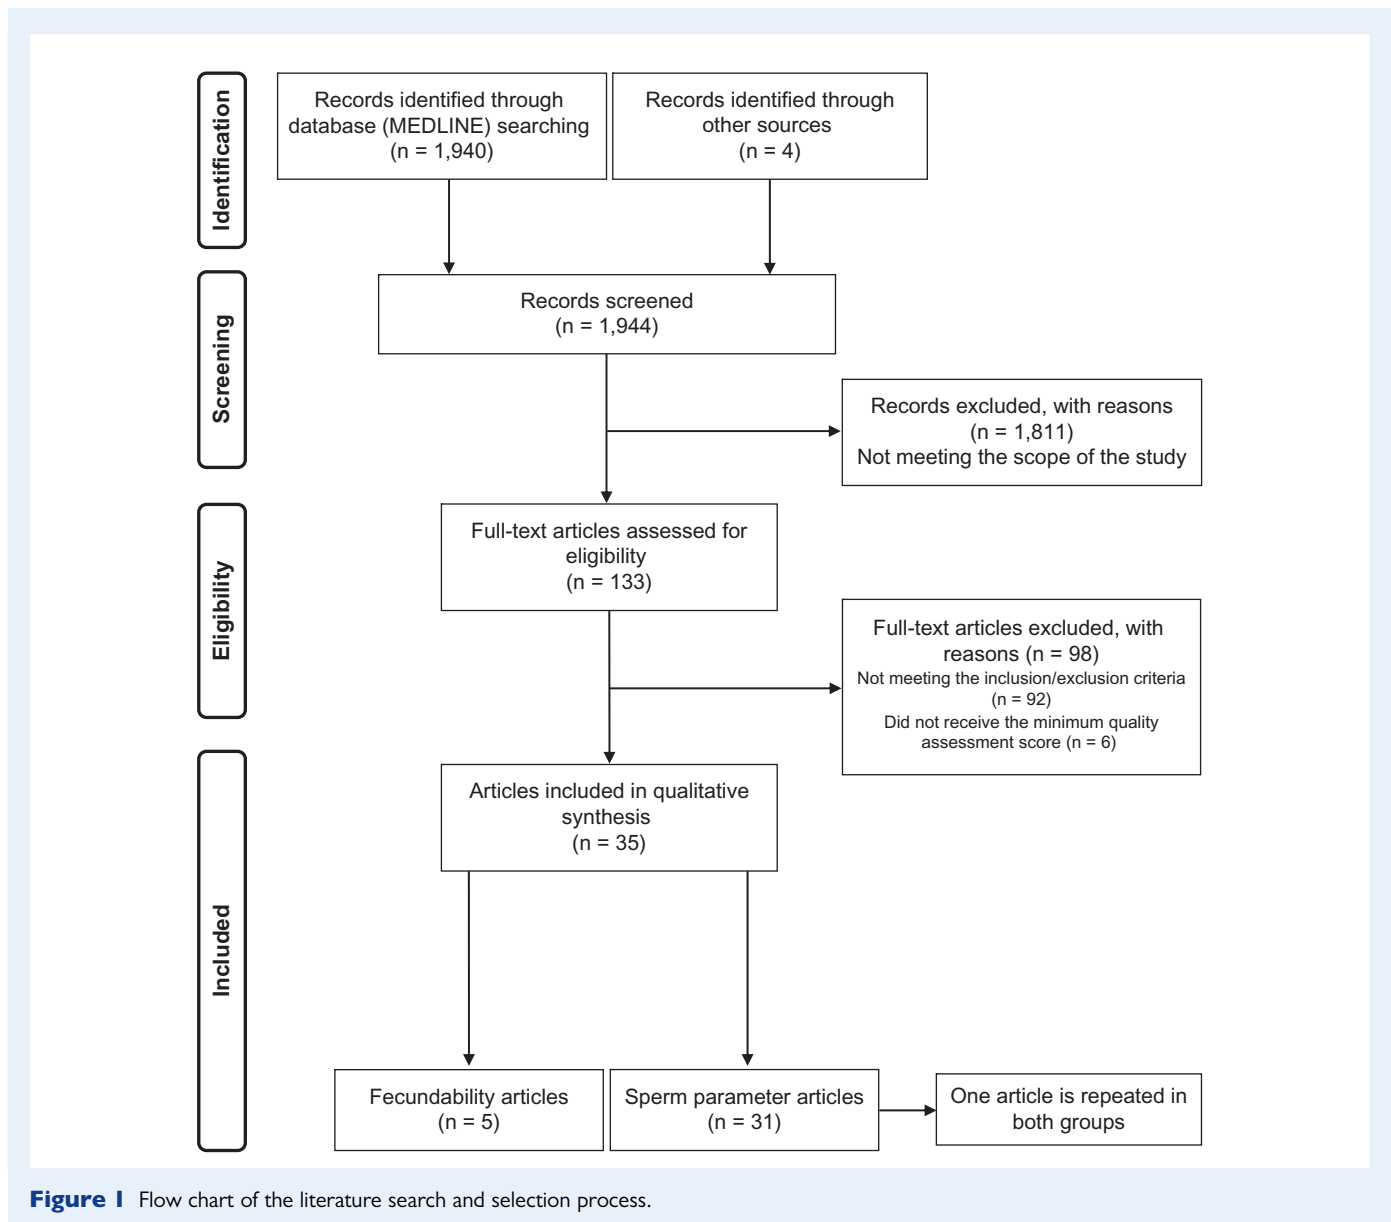 Identification
Records identified through
database (MEDLINE) searching
(n = 1,940)
Records identified through
other sources
(n = 4)
Screening
Records screened
(n = 1,944)
Records excluded, with reasons
(n = 1,811)
Not meeting the scope of the study
Eligibility
Full-text articles assessed for
eligibility
(n = 133)
Full-text articles excluded, with
reasons (n = 98)
Not meeting the inclusion/exclusion criteria
(n = 92)
Did not receive the minimum quality
assessment score (n = 6)
Included
Articles included in qualitative
synthesis
(n = 35)
Fecundability articles
(n = 5)
Sperm parameter articles
(n = 31)
One article is repeated in
both groups
Figure 1 Flow chart of the literature search and selection process.